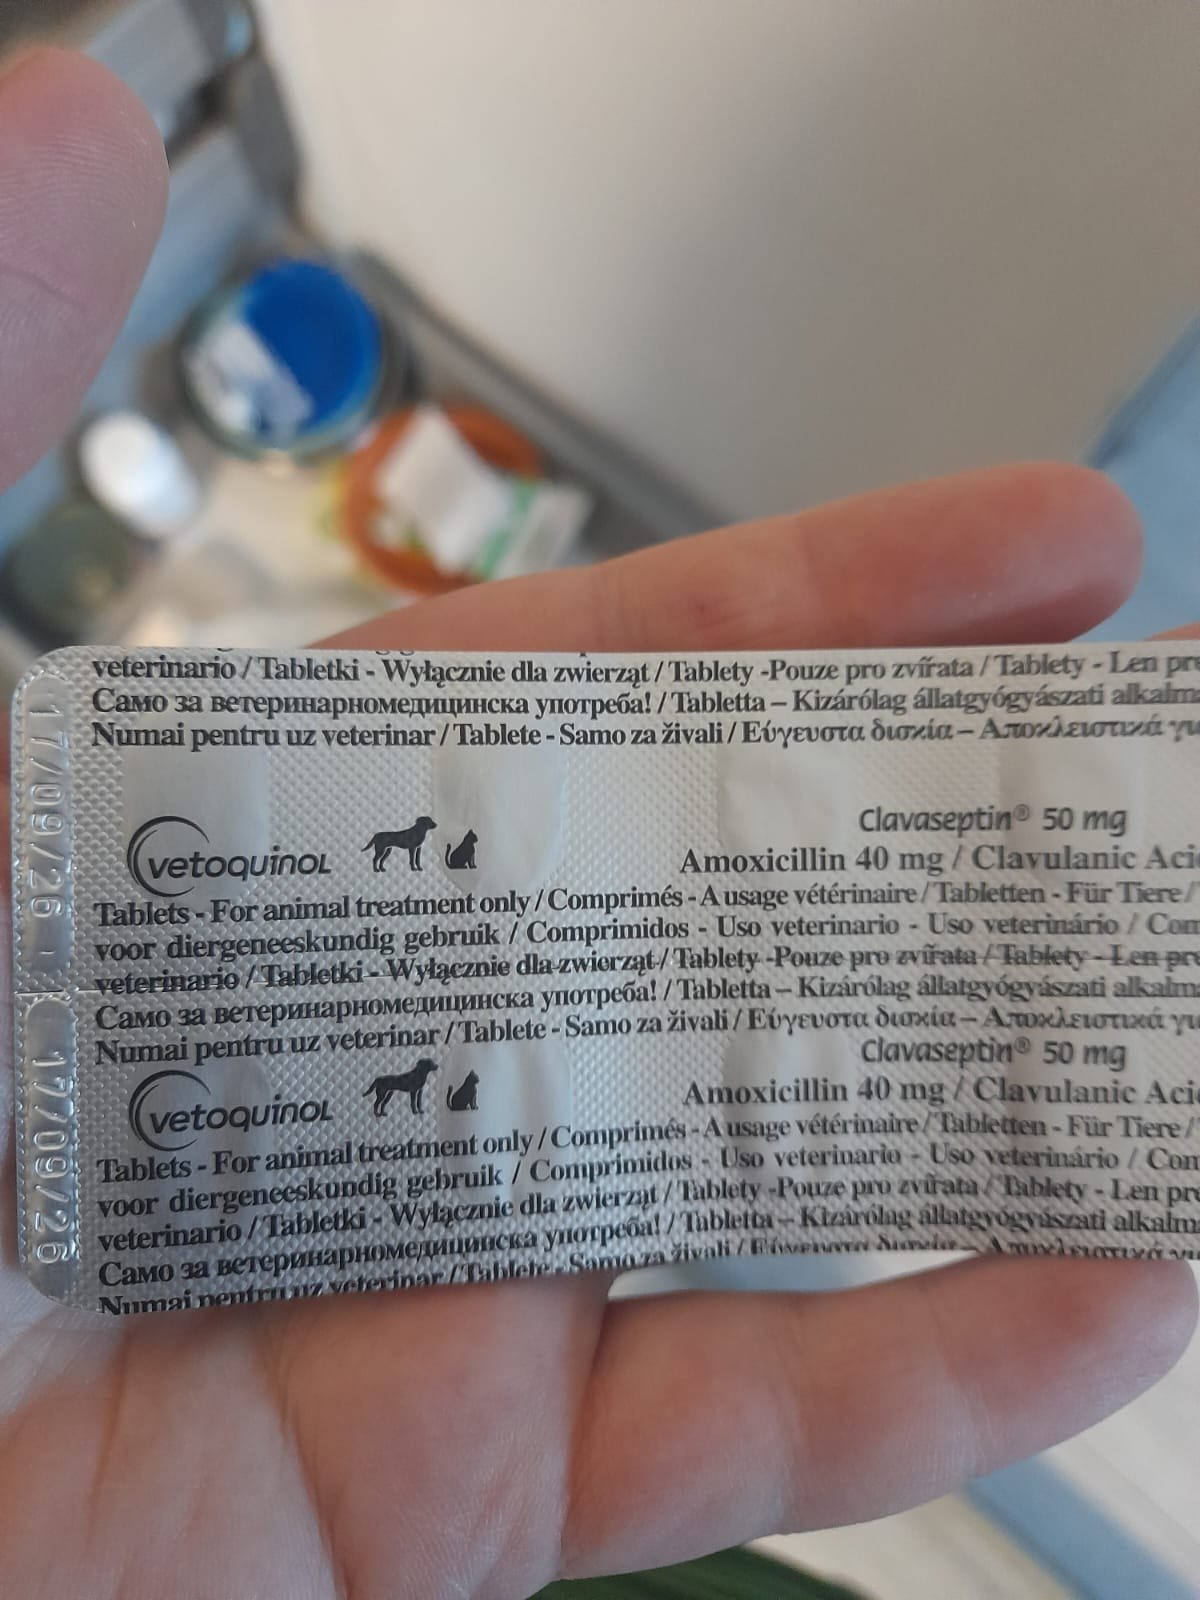 veterinario / Tabletki - Wyłącznie dla zwierząt / Tablety -Pouze pro zvířata / Tablety - Len pre
Само за ветеринарномедицинска употреба! / Tabletta – Kizárólag állatgyógyászati alkalma
Numai pentru uz veterinar / Tablete - Samo za živali / Εύγευστα δισκία – Αποκλειστικά γι
Clavaseptin® 50 mg
vetoquinol
Amoxicillin 40 mg / Clavulanic Aci
Tablets - For animal treatment only / Comprimés - A usage vétérinaire / Tabletten - Für Tiere /
voor diergeneeskundig gebruik / Comprimidos - Uso veterinario - Uso veterinário / Com
veterinario / Tabletki - Wyłącznie dla zwierząt / Tablety -Pouze pro zvířata / Tablety - Len pre
Само за ветеринарномедицинска употреба! / Tabletta – Kizárólag állatgyógyászati alkalma
Numai pentru uz veterinar / Tablete - Samo za živali / Εύγευστα δισκία – Αποκλειστικά γι
Clavaseptin® 50 mg
vetoquinol
Amoxicillin 40 mg / Clavulanic Aci
Tablets - For animal treatment only / Comprimés - A usage vétérinaire / Tabletten - Für Tiere /
voor diergeneeskundig gebruik / Comprimidos - Uso veterinario - Uso veterinário / Com
veterinario / Tabletki - Wyłącznie dla zwierząt / Tablety -Pouze pro zvířata / Tablety - Len pre
Само за ветеринарномедицинска употреба! / Tabletta – Kizárólag állatgyógyászati alkalma
Numai pentru uz veterinar / Tablete - Samo za živali / Εύγευστα δισκία – Αποκλειστικά γι
17/09/26
17/09/26